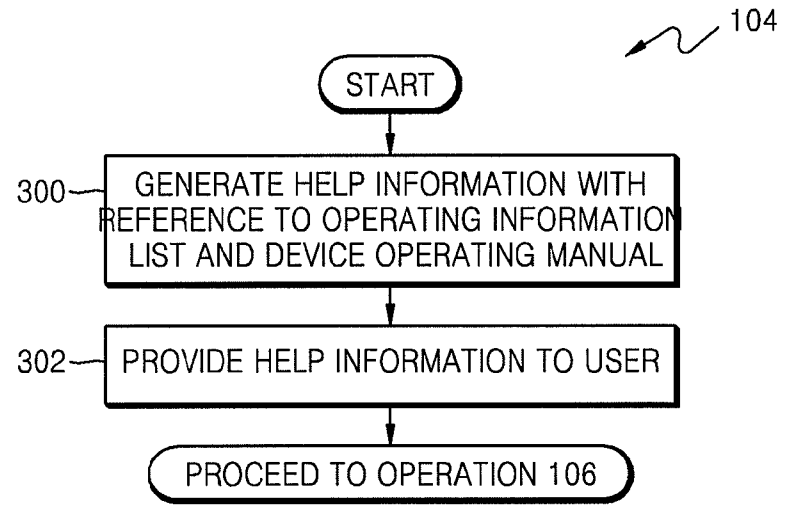 104
START
300
GENERATE HELP INFORMATION WITH
REFERENCE TO OPERATING INFORMATION
LIST AND DEVICE OPERATING MANUAL
302
PROVIDE HELP INFORMATION TO USER
PROCEED TO OPERATION 106